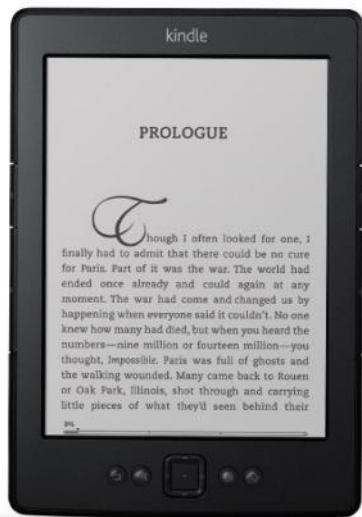 kindle
PROLOGUE
Though I often looked for one, I
finally had to admit that there could be no cure
for Paris. Part of it was the war. The world had
ended once already and could again at any
moment. The war had come and changed us by
happening when everyone said it couldn't. No one
knew how many had died, but when you heard the
numbers—nine million or fourteen million—you
thought, Impossible. Paris was full of ghosts and
the walking wounded. Many came back to Rouen
or Oak Park, Illinois, shot through and carrying
little pieces of what they'd seen behind their
0%